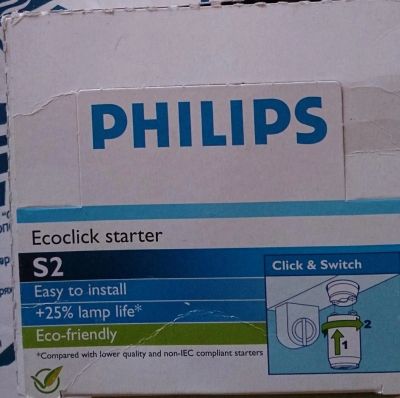 PHILIPS
Ecoclick starter
S2
Easy to install
+25% lamp life*
Eco-friendly
*Compared with lower quality and non-IEC compliant starters
Click & Switch
1
2